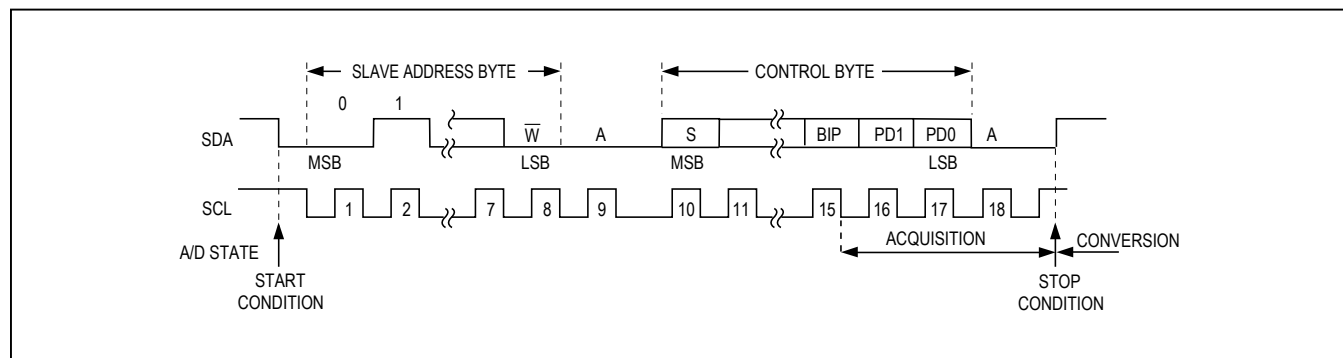 SLAVE ADDRESS BYTE CONTROL BYTE
0 1
SDA W̅ A S BIP PD1 PD0 A
MSB LSB MSB LSB
SCL 1 2 7 8 9 10 11 15 16 17 18
ACQUISITION CONVERSION
A/D STATE
START CONDITION
STOP CONDITION